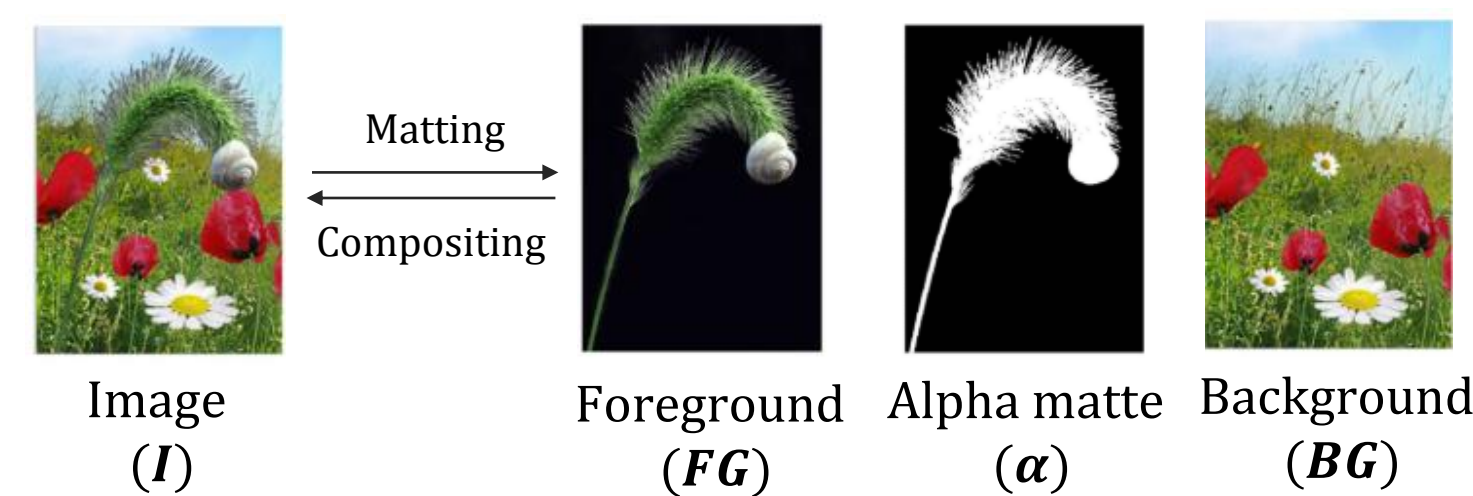 Matting
Compositing
Image
(I)
Foreground
(FG)
Alpha matte
(α)
Background
(BG)